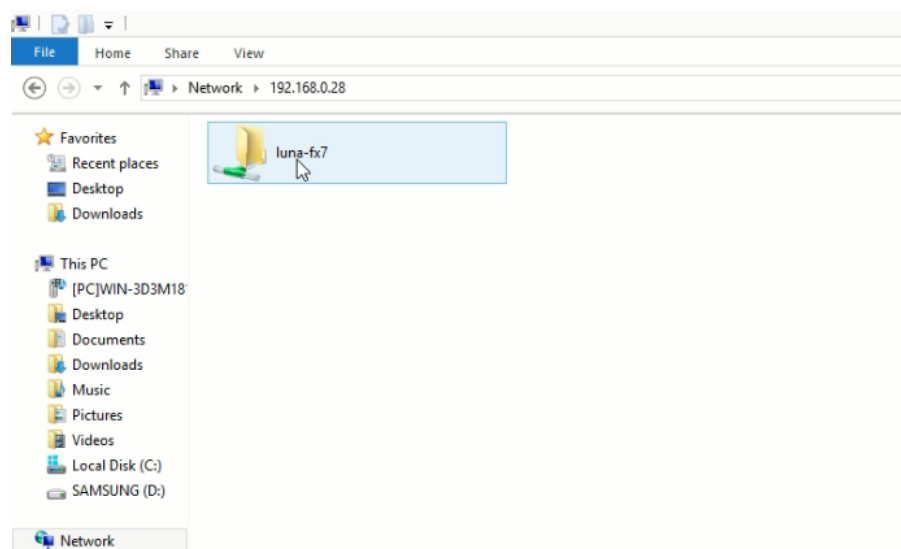 File Home Share View
Network 192.168.0.28
Favorites
Recent places
Desktop
Downloads
This PC
[PC]WIN-3D3M18
Desktop
Documents
Downloads
Music
Pictures
Videos
Local Disk (C:)
SAMSUNG (D:)
Network
luna-fx7